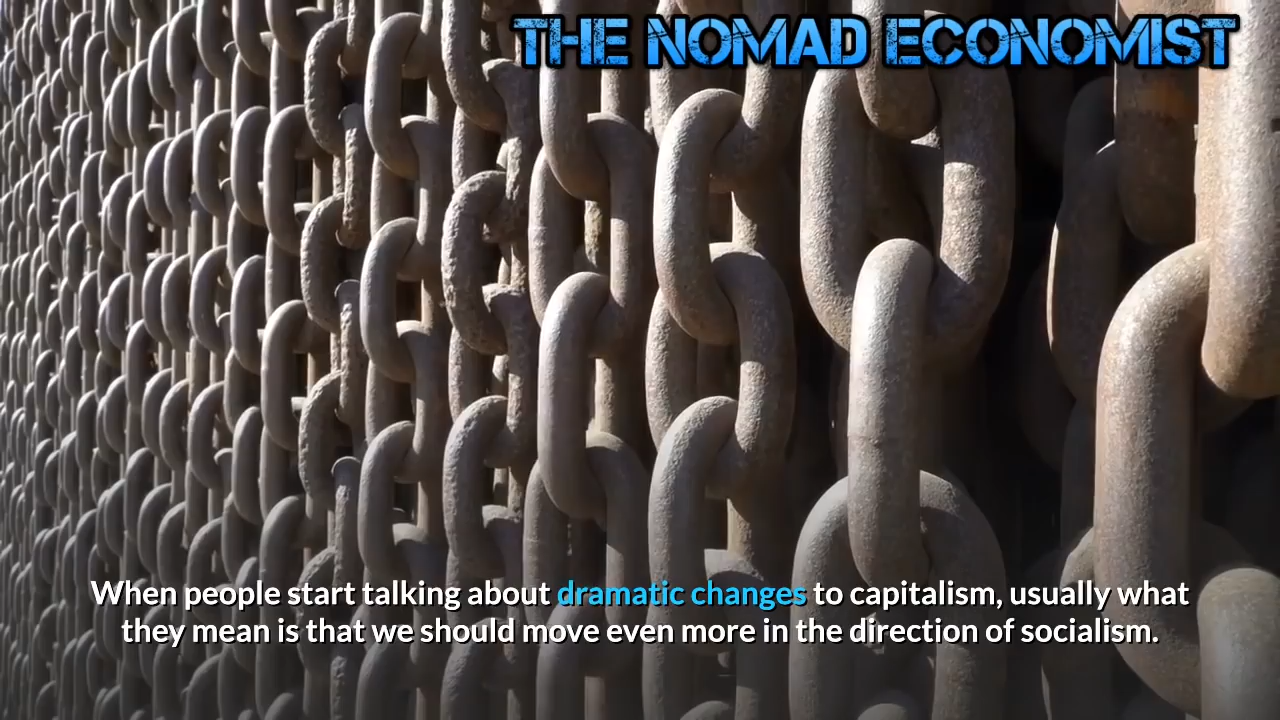 THE NOMAD ECONOMIST
When people start talking about dramatic changes to capitalism, usually what
they mean is that we should move even more in the direction of socialism.